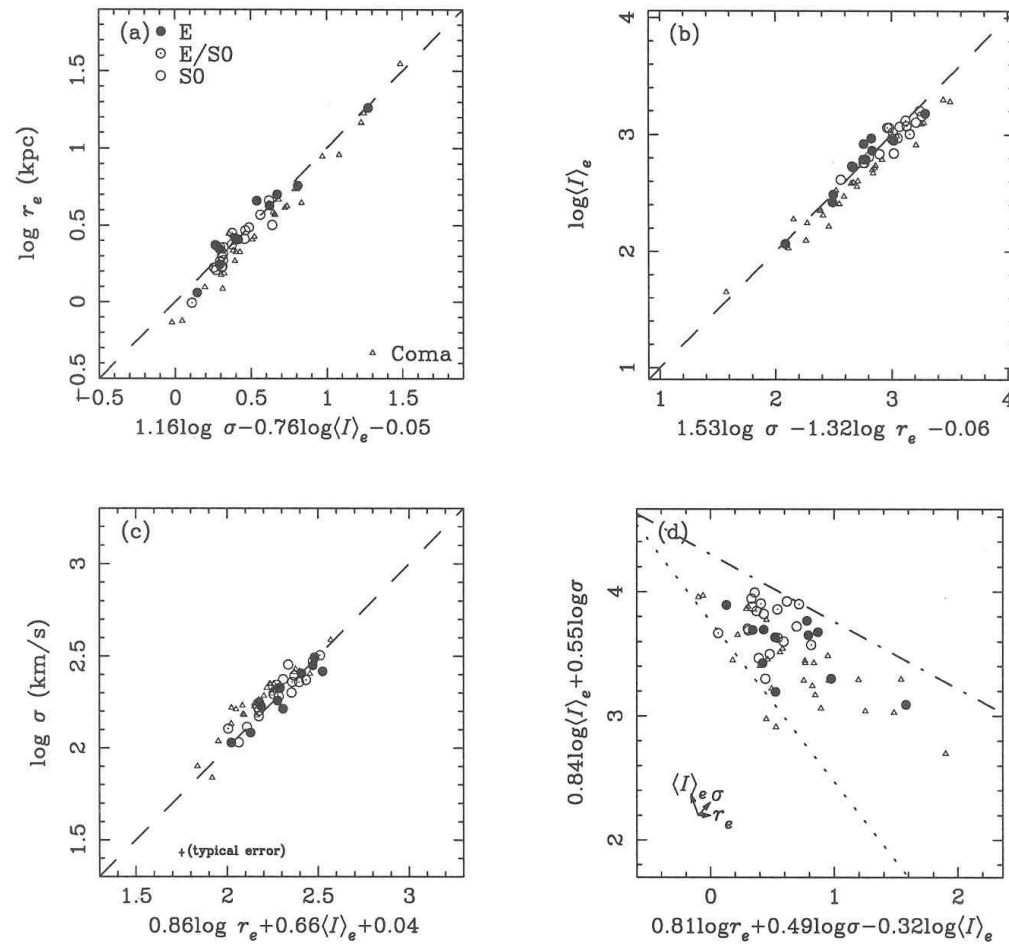 (a)
E
E/S0
S0
log r_e (kpc)
1.5
1
0.5
0
−0.5
−0.5 0 0.5 1 1.5
Coma
1.16log σ−0.76log⟨I⟩_e−0.05
(b)
log⟨I⟩_e
4
3
2
1
1 2 3 4
1.53log σ −1.32log r_e −0.06
(c)
log σ (km/s)
3
2.5
2
1.5
1.5 2 2.5 3
+(typical error)
0.86log r_e+0.66⟨I⟩_e+0.04
(d)
0.84log⟨I⟩_e+0.55logσ
4
3
2
0 1 2
⟨I⟩_e σ
r_e
0.81logr_e+0.49logσ−0.32log⟨I⟩_e